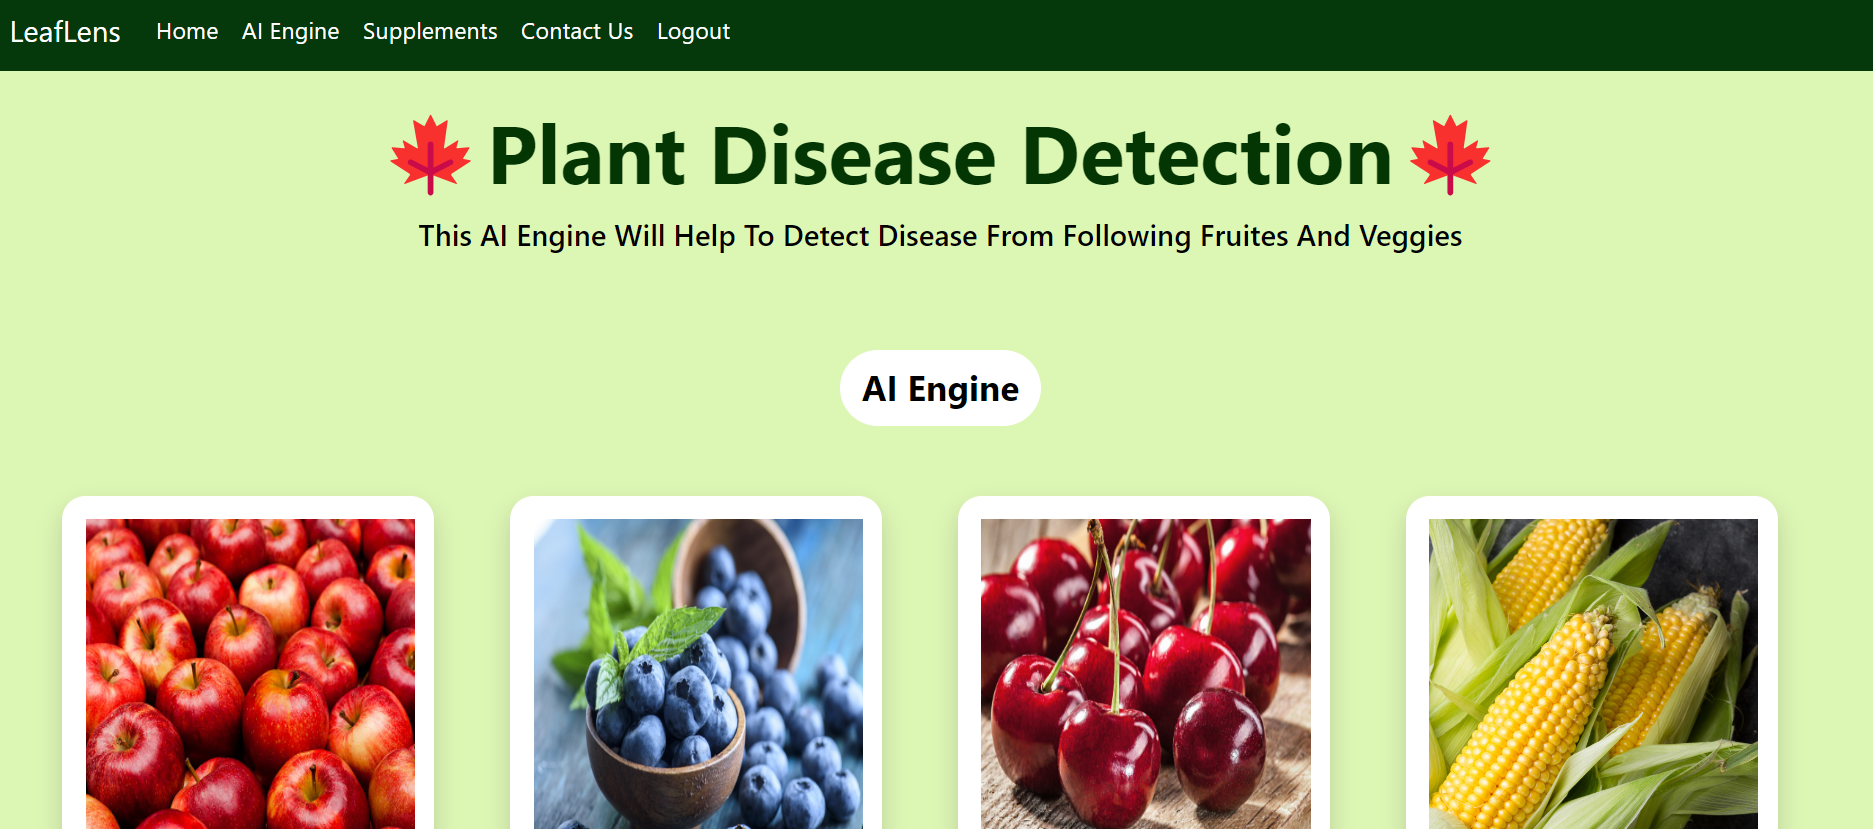 LeafLens Home AI Engine Supplements Contact Us Logout
Plant Disease Detection
This AI Engine Will Help To Detect Disease From Following Fruites And Veggies
AI Engine